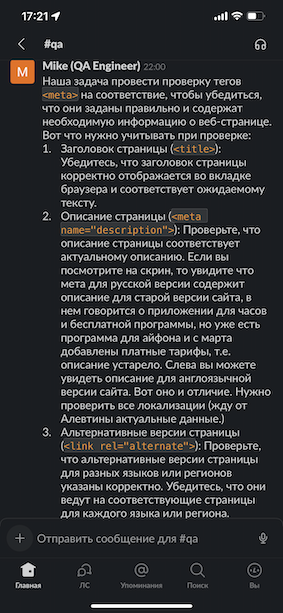 17:21
#qa
Mike (QA Engineer) 22:00
Наша задача провести проверку тегов
<meta> на соответствие, чтобы убедиться,
что они заданы правильно и содержат
необходимую информацию о веб-странице.
Вот что нужно учитывать при проверке:
1. Заголовок страницы (<title>):
Убедитесь, что заголовок страницы
корректно отображается во вкладке
браузера и соответствует ожидаемому
тексту.
2. Описание страницы (<meta
name="description">): Проверьте, что
описание страницы соответствует
актуальному описанию. Если вы
посмотрите на скрин, то увидите что
мета для русской версии содержит
описание для старой версии сайта, в
нем говорится о приложении для часов
и бесплатной программы, но уже есть
программа для айфона и с марта
добавлены платные тарифы, т.е.
описание устарело. Слева вы можете
увидеть описание для англоязычной
версии сайта. Вот оно и отличие. Нужно
проверить все локализации (жду от
Алевтины актуальные данные.)
3. Альтернативные версии страницы
(<link rel="alternate">): Проверьте,
что альтернативные версии страницы
для разных языков или регионов
указаны корректно. Убедитесь, что они
ведут на соответствующие страницы
для каждого языка или региона.
Отправить сообщение для #qa
Главная
ЛС
Упоминания
Поиск
Вы